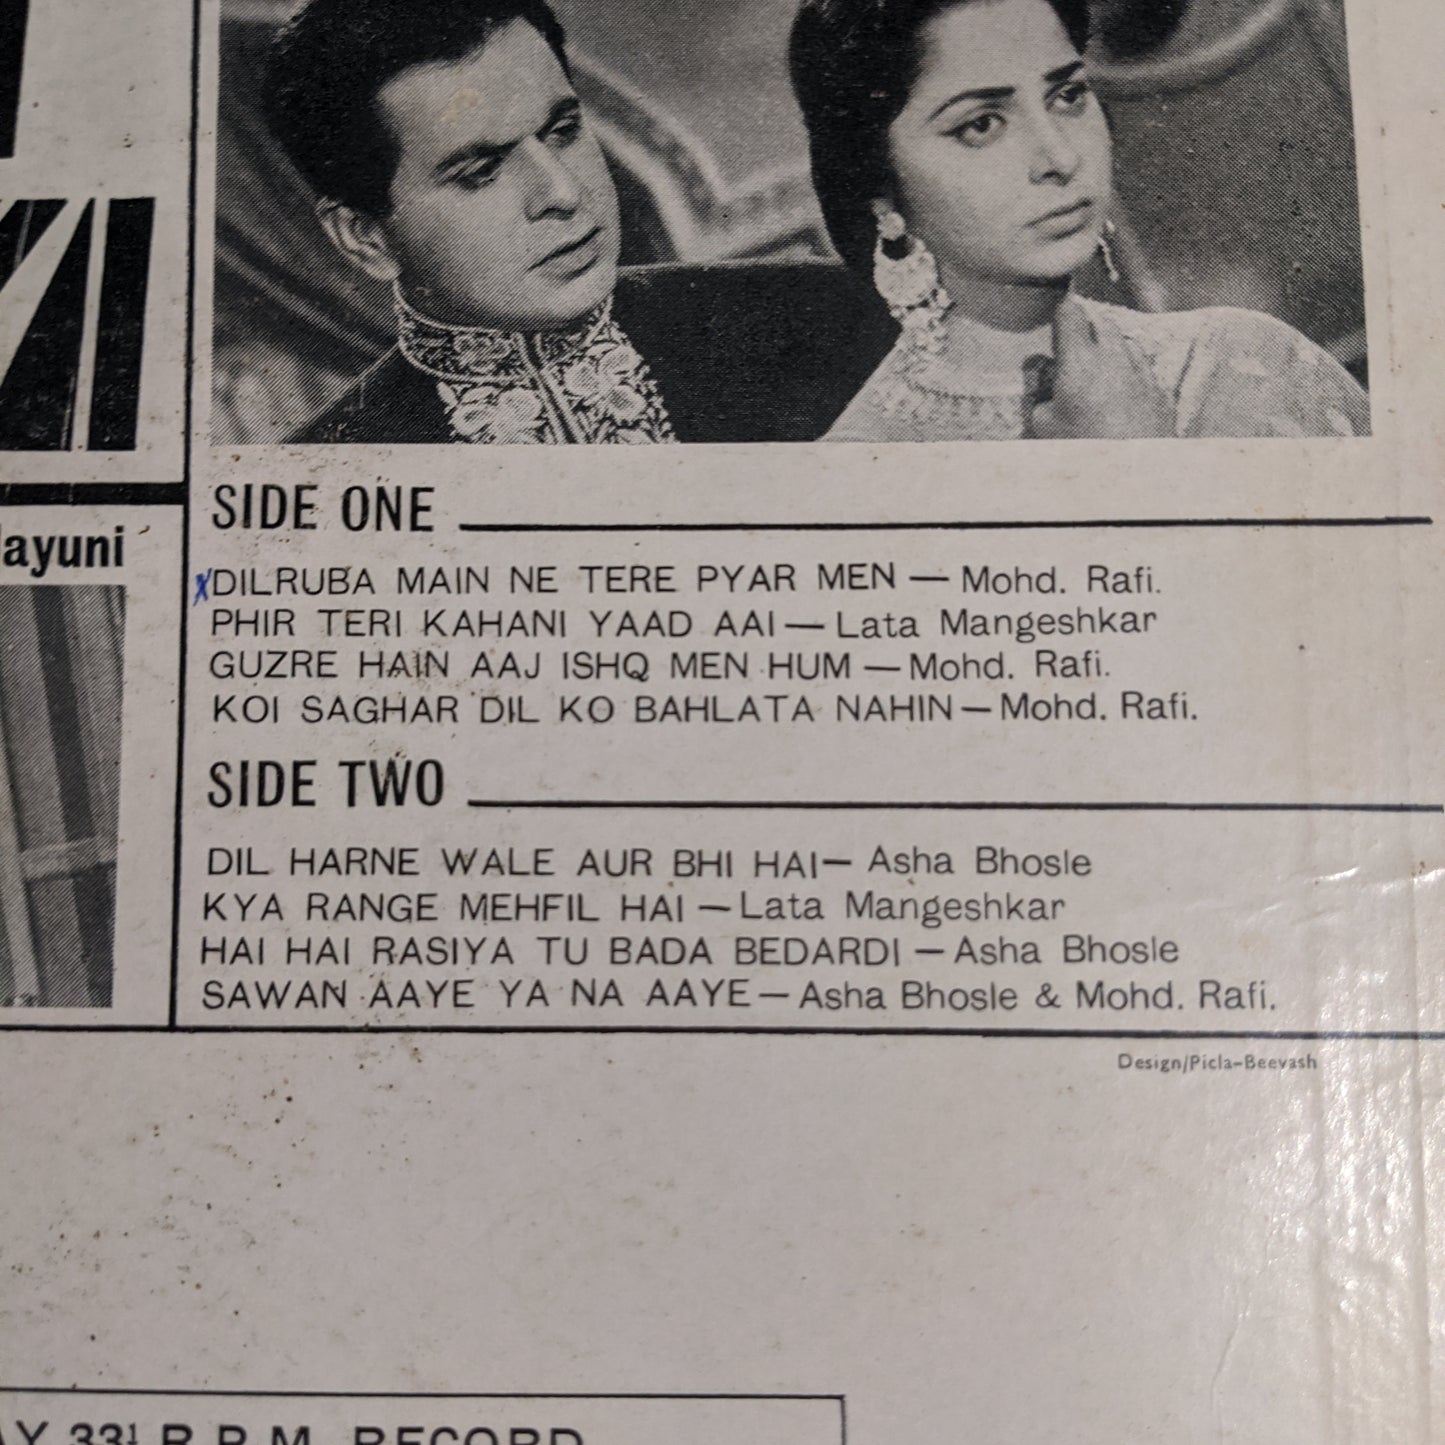 SIDE ONE
DILRUBA MAIN NE TERE PYAR MEN — Mohd. Rafi.
PHIR TERI KAHANI YAAD AAI — Lata Mangeshkar
GUZRE HAIN AAJ ISHQ MEN HUM — Mohd. Rafi.
KOI SAGHAR DIL KO BAHLATA NAHIN — Mohd. Rafi.
SIDE TWO
DIL HARNE WALE AUR BHI HAI — Asha Bhosle
KYA RANGE MEHFIL HAI — Lata Mangeshkar
HAI HAI RASIYA TU BADA BEDARDI — Asha Bhosle
SAWAN AAYE YA NA AAYE — Asha Bhosle & Mohd. Rafi.
Design/Picla-Beevash
33⅓ R.P.M. RECORD